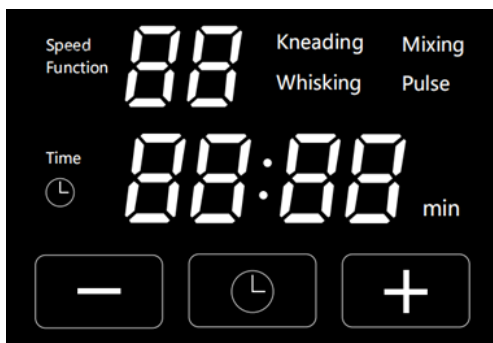 Speed
Function
88
Kneading
Mixing
Whisking
Pulse
Time
88:88
min